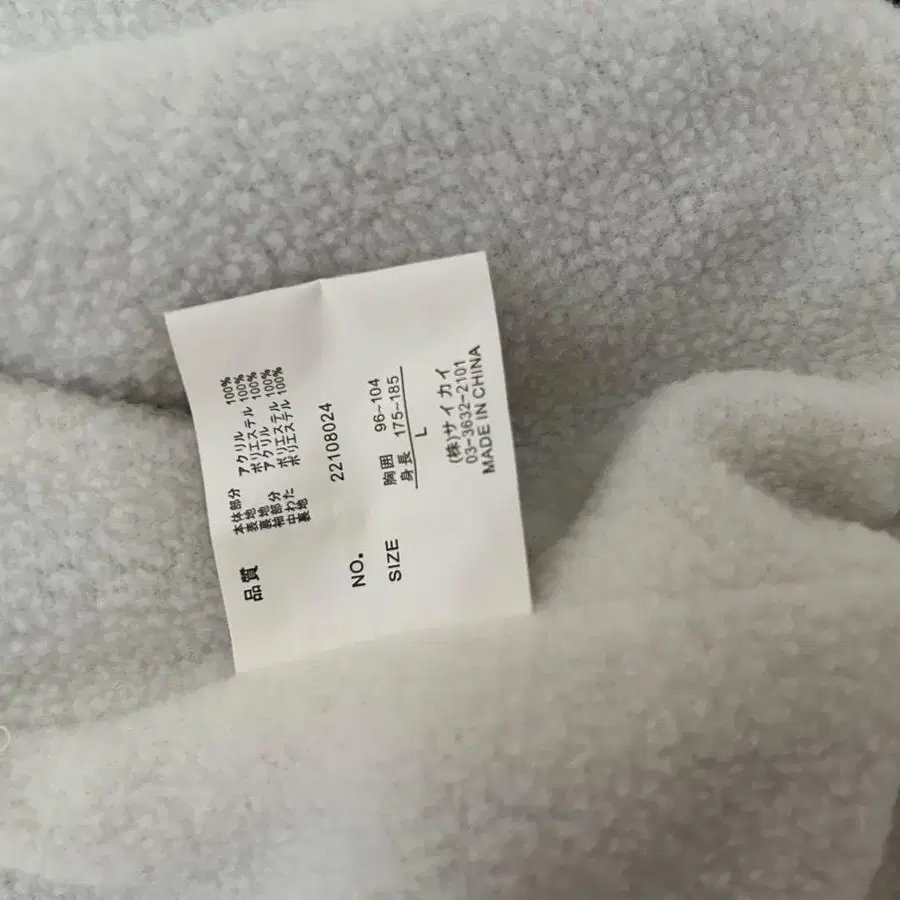 品質 本体部分
表地 アクリル 100%
裏地 ポリエステル 100%
袖部分 アクリル 100%
中わた ポリエステル 100%
裏地 ポリエステル 100%
NO. 22108024
SIZE 胸囲 96-104
身長 175-185
L
(株)サイカイ
03-3632-2101
MADE IN CHINA